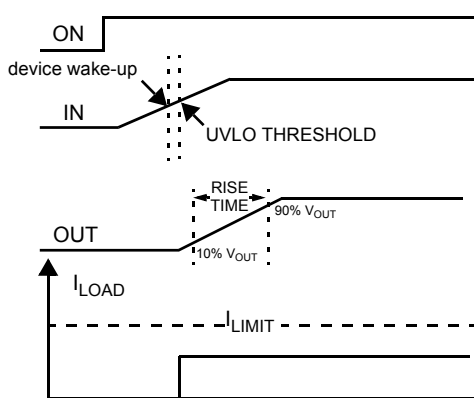 ON
device wake-up
IN
UVLO THRESHOLD
RISE
TIME
90% VOUT
OUT
10% VOUT
ILOAD
ILIMIT